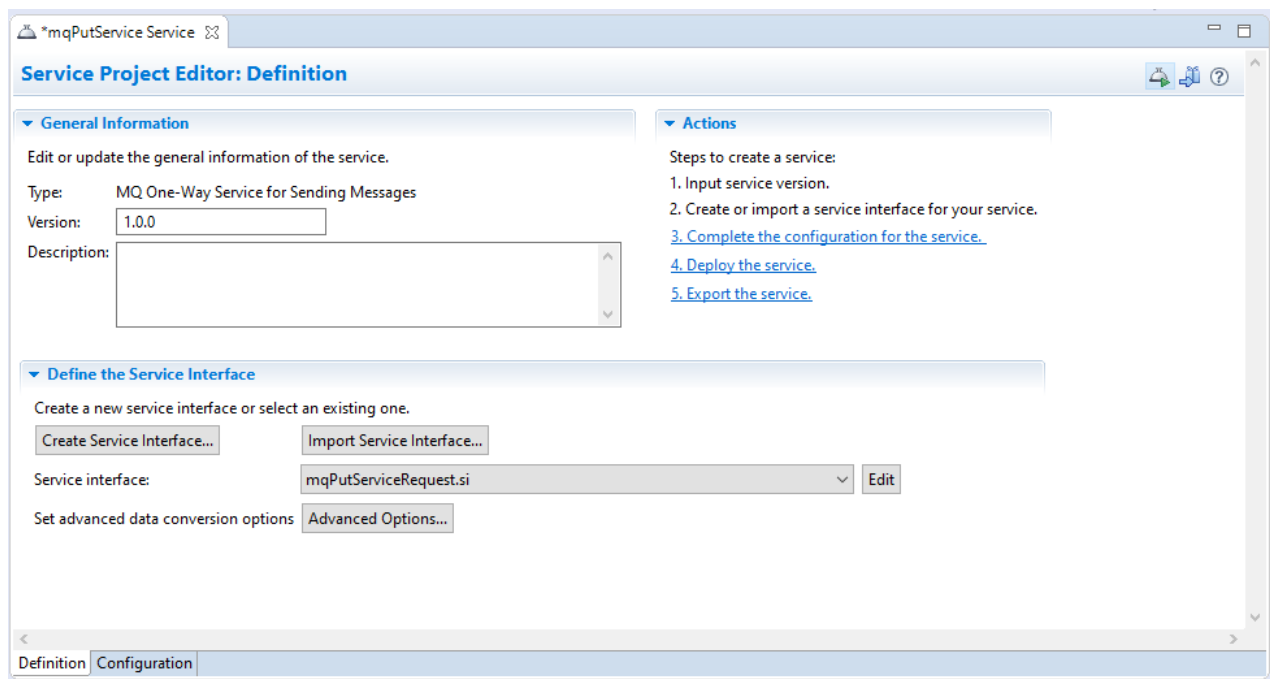 *mqPutService Service
Service Project Editor: Definition
General Information
Edit or update the general information of the service.
Type: MQ One-Way Service for Sending Messages
Version: 1.0.0
Description:
Actions
Steps to create a service:
1. Input service version.
2. Create or import a service interface for your service.
3. Complete the configuration for the service.
4. Deploy the service.
5. Export the service.
Define the Service Interface
Create a new service interface or select an existing one.
Create Service Interface... Import Service Interface...
Service interface: mqPutServiceRequest.si Edit
Set advanced data conversion options Advanced Options...
Definition Configuration